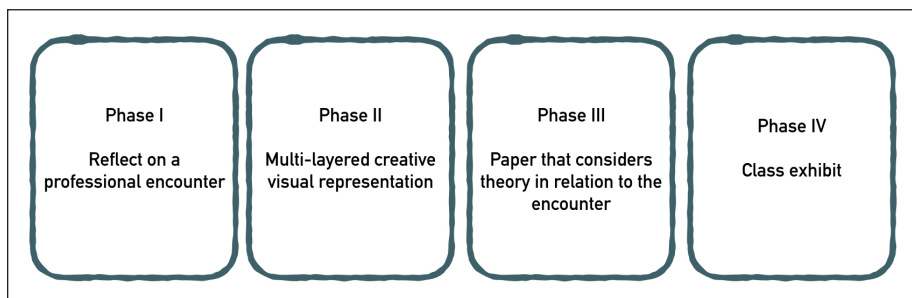 Phase I
Reflect on a
professional encounter
Phase II
Multi-layered creative
visual representation
Phase III
Paper that considers
theory in relation to the
encounter
Phase IV
Class exhibit